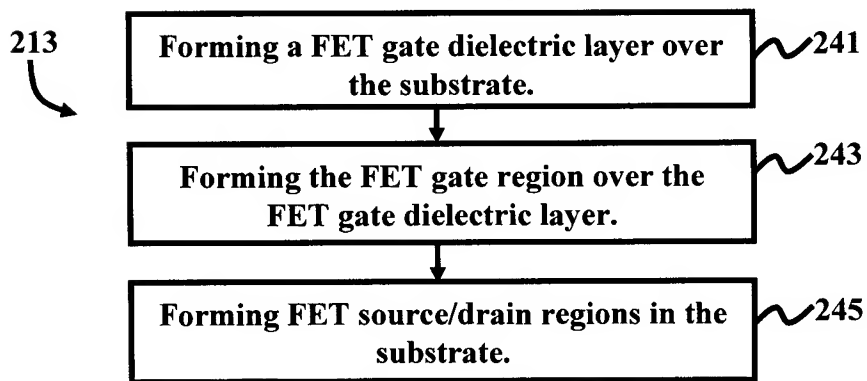 213
Forming a FET gate dielectric layer over
the substrate.
241
Forming the FET gate region over the
FET gate dielectric layer.
243
Forming FET source/drain regions in the
substrate.
245